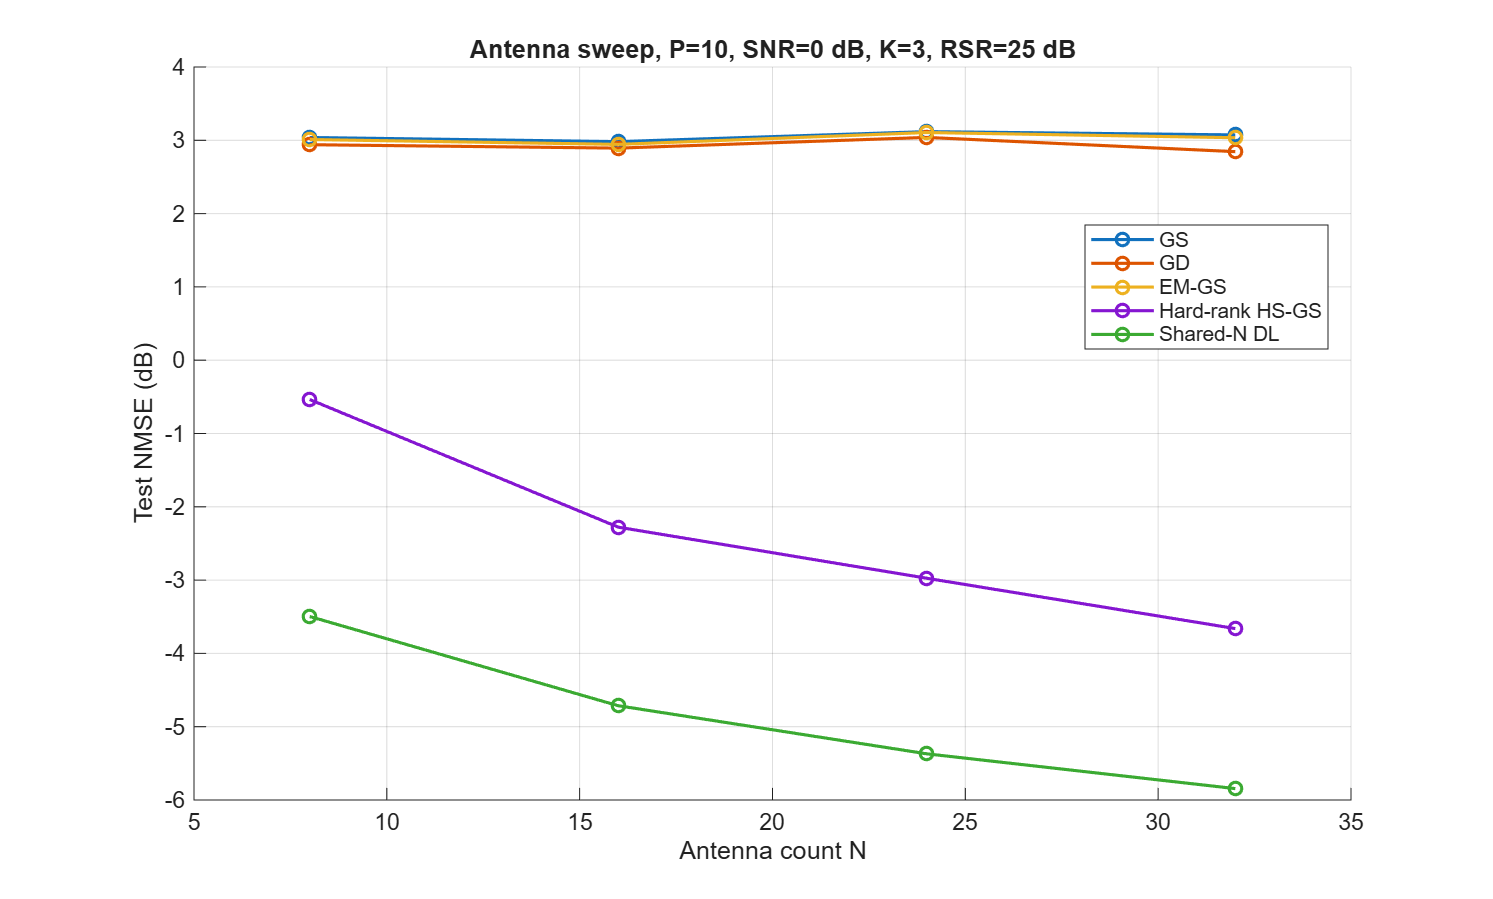 Antenna sweep, P=10, SNR=0 dB, K=3, RSR=25 dB
4
3
2
1
0
-1
-2
-3
-4
-5
-6
Test NMSE (dB)
GS
GD
EM-GS
Hard-rank HS-GS
Shared-N DL
5
10
15
20
25
30
35
Antenna count N